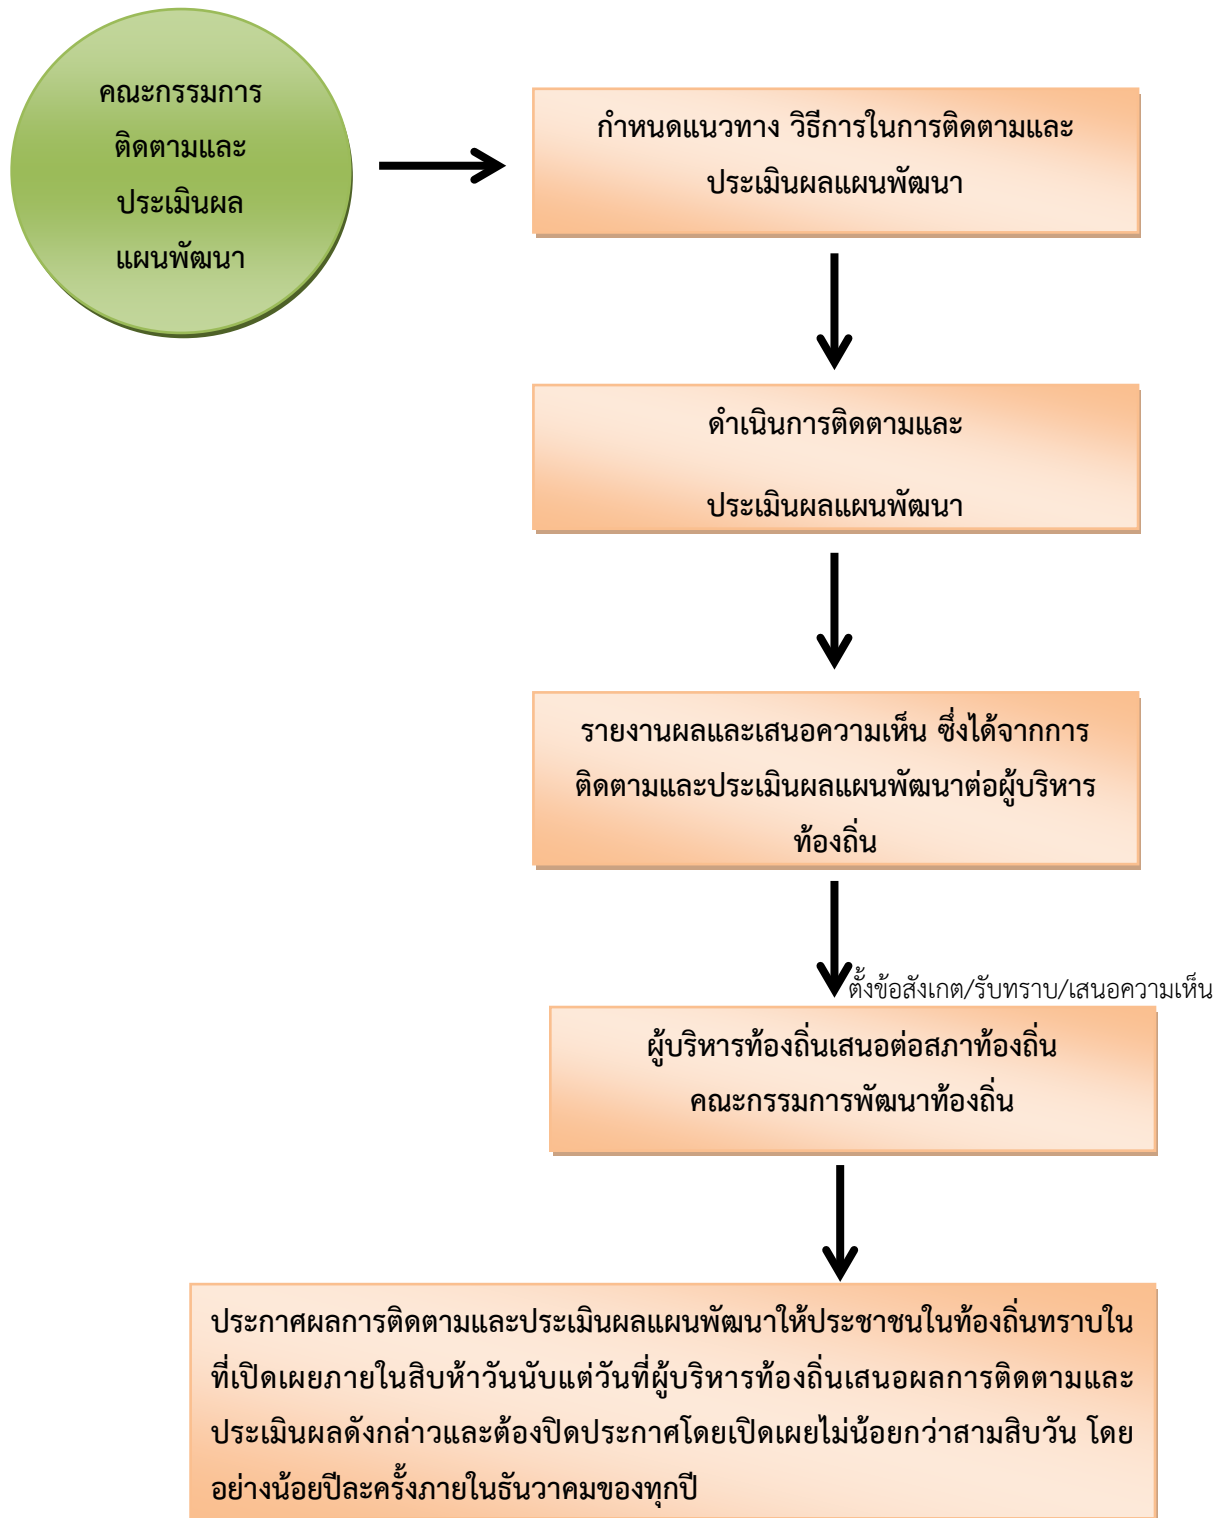 คณะกรรมการ
ติดตามและ
ประเมินผล
แผนพัฒนา
กำหนดแนวทาง วิธีการในการติดตามและ
ประเมินผลแผนพัฒนา
ดำเนินการติดตามและ
ประเมินผลแผนพัฒนา
รายงานผลและเสนอความเห็น ซึ่งได้จากการ
ติดตามและประเมินผลแผนพัฒนาต่อผู้บริหาร
ท้องถิ่น
ตั้งข้อสังเกต/รับทราบ/เสนอความเห็น
ผู้บริหารท้องถิ่นเสนอต่อสภาท้องถิ่น
คณะกรรมการพัฒนาท้องถิ่น
ประกาศผลการติดตามและประเมินผลแผนพัฒนาให้ประชาชนในท้องถิ่นทราบใน
ที่เปิดเผยภายในสิบห้าวันนับแต่วันที่ผู้บริหารท้องถิ่นเสนอผลการติดตามและ
ประเมินผลดังกล่าวและต้องปิดประกาศโดยเปิดเผยไม่น้อยกว่าสามสิบวัน โดย
อย่างน้อยปีละครั้งภายในธันวาคมของทุกปี